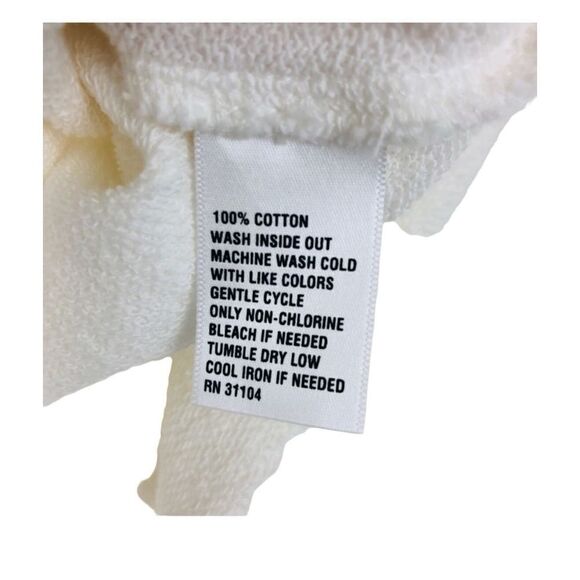 100% COTTON
WASH INSIDE OUT
MACHINE WASH COLD
WITH LIKE COLORS
GENTLE CYCLE
ONLY NON-CHLORINE
BLEACH IF NEEDED
TUMBLE DRY LOW
COOL IRON IF NEEDED
RN 31104